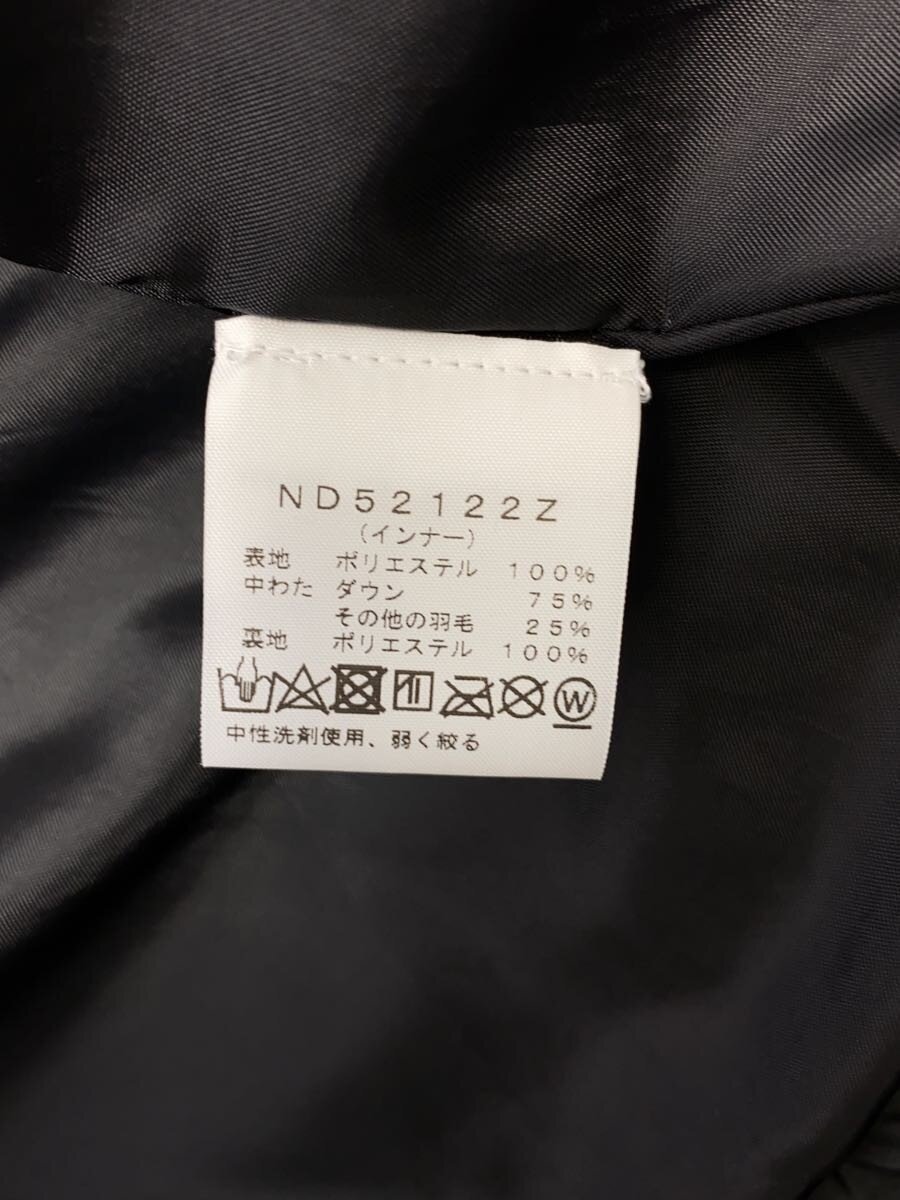 ND52122Z
(インナー)
表地 ポリエステル 100%
中わた ダウン 75%
その他の羽毛 25%
裏地 ポリエステル 100%
W
中性洗剤使用、弱く絞る